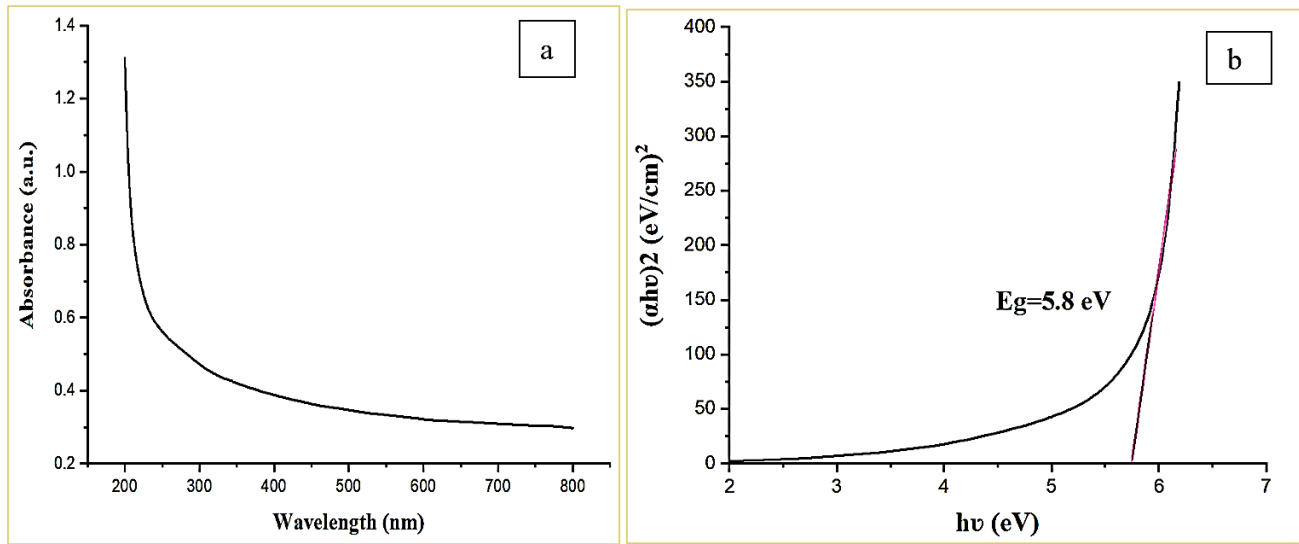 a
1.4
1.2
1.0
0.8
0.6
0.4
0.2
Absorbance (a.u.)
200 300 400 500 600 700 800
Wavelength (nm)
b
400
350
300
250
200
150
100
50
0
(αhυ)2 (eV/cm)²
Eg=5.8 eV
2 3 4 5 6 7
hυ (eV)